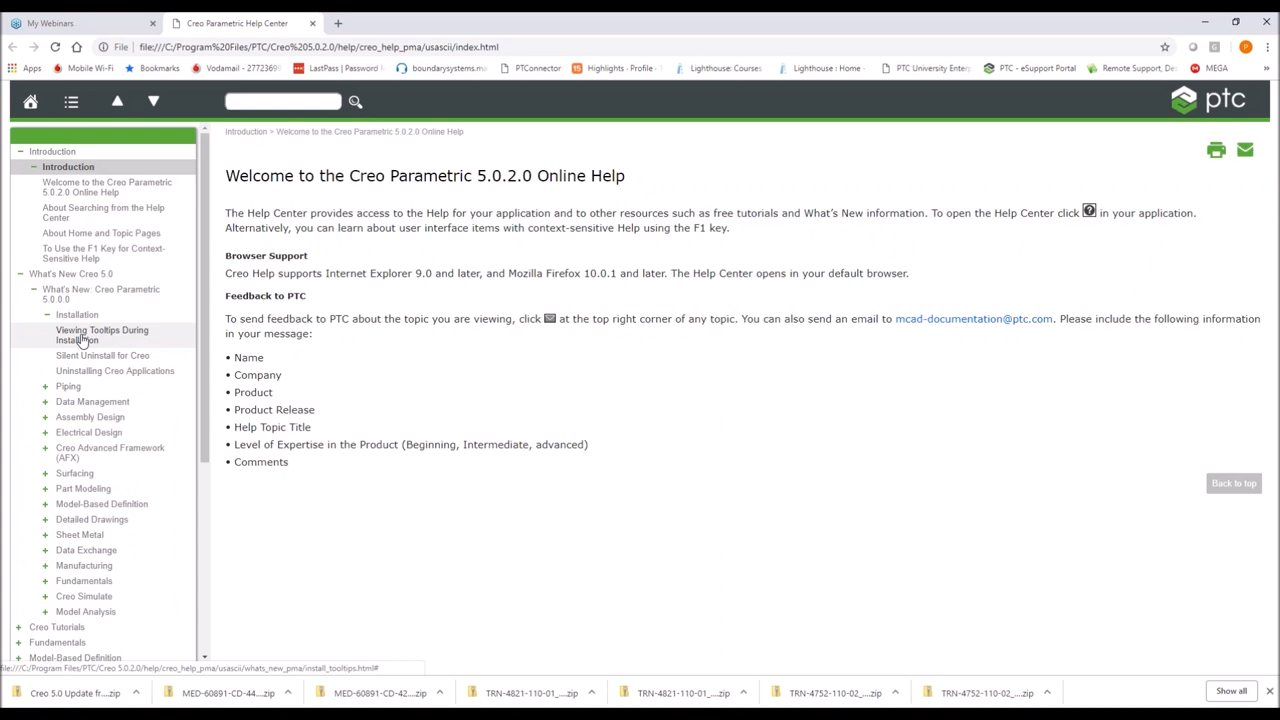 My Webinars
Creo Parametric Help Center
File
file:///C:/Program%20Files/PTC/Creo%205.0.2.0/help/creo_help_pma/usascii/index.html
P
Apps
Mobile Wi-Fi
Bookmarks
Vodamail - 27723699
LastPass | Password
boundarysystems.ma
PTConnector
Highlights - Profile -
Lighthouse: Courses
Lighthouse : Home -
PTC University Enterp
PTC - eSupport Portal
Remote Support, De
MEGA
ptc
Introduction
Introduction
Welcome to the Creo Parametric
5.0.2.0 Online Help
About Searching from the Help
Center
About Home and Topic Pages
To Use the F1 Key for Context-
Sensitive Help
What's New Creo 5.0
What's New: Creo Parametric
5.0.0.0
Installation
Viewing Tooltips During
Installation
Silent Uninstall for Creo
Uninstalling Creo Applications
Piping
Data Management
Assembly Design
Electrical Design
Creo Advanced Framework
(AFX)
Surfacing
Part Modeling
Model-Based Definition
Detailed Drawings
Sheet Metal
Data Exchange
Manufacturing
Fundamentals
Creo Simulate
Model Analysis
Creo Tutorials
Fundamentals
Model-Based Definition
Introduction > Welcome to the Creo Parametric 5.0.2.0 Online Help
Welcome to the Creo Parametric 5.0.2.0 Online Help
The Help Center provides access to the Help for your application and to other resources such as free tutorials and What's New information. To open the Help Center click ? in your application.
Alternatively, you can learn about user interface items with context-sensitive Help using the F1 key.
Browser Support
Creo Help supports Internet Explorer 9.0 and later, and Mozilla Firefox 10.0.1 and later. The Help Center opens in your default browser.
Feedback to PTC
To send feedback to PTC about the topic you are viewing, click at the top right corner of any topic. You can also send an email to mcad-documentation@ptc.com. Please include the following information
in your message:
• Name
• Company
• Product
• Product Release
• Help Topic Title
• Level of Expertise in the Product (Beginning, Intermediate, advanced)
• Comments
Back to top
file:///C:/Program Files/PTC/Creo 5.0.2.0/help/creo_help_pma/usascii/whats_new_pma/install_tooltips.html#
Creo 5.0 Update fr....zip
MED-60891-CD-44....zip
MED-60891-CD-42....zip
TRN-4821-110-01_....zip
TRN-4821-110-01_....zip
TRN-4752-110-02_....zip
TRN-4752-110-02_....zip
Show all